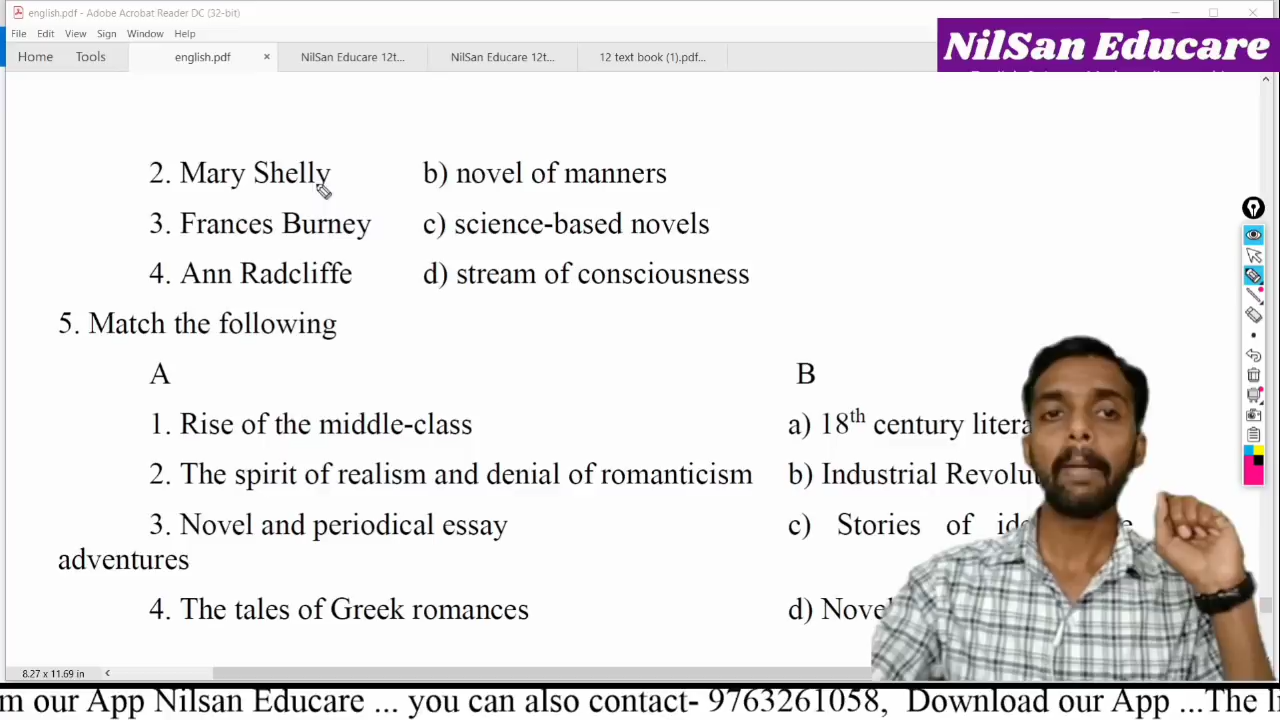 english.pdf - Adobe Acrobat Reader DC (32-bit)
File Edit View Sign Window Help
Home Tools english.pdf × NilSan Educare 12t... NilSan Educare 12t... 12 text book (1).pdf...
NilSan Educare
2. Mary Shelly b) novel of manners
3. Frances Burney c) science-based novels
4. Ann Radcliffe d) stream of consciousness
5. Match the following
A B
1. Rise of the middle-class a) 18th century litera
2. The spirit of realism and denial of romanticism b) Industrial Revolu
3. Novel and periodical essay c) Stories of
adventures
4. The tales of Greek romances d) Novel
8.27 x 11.69 in
m our App Nilsan Educare ... you can also contact- 9763261058, Download our App ...The li